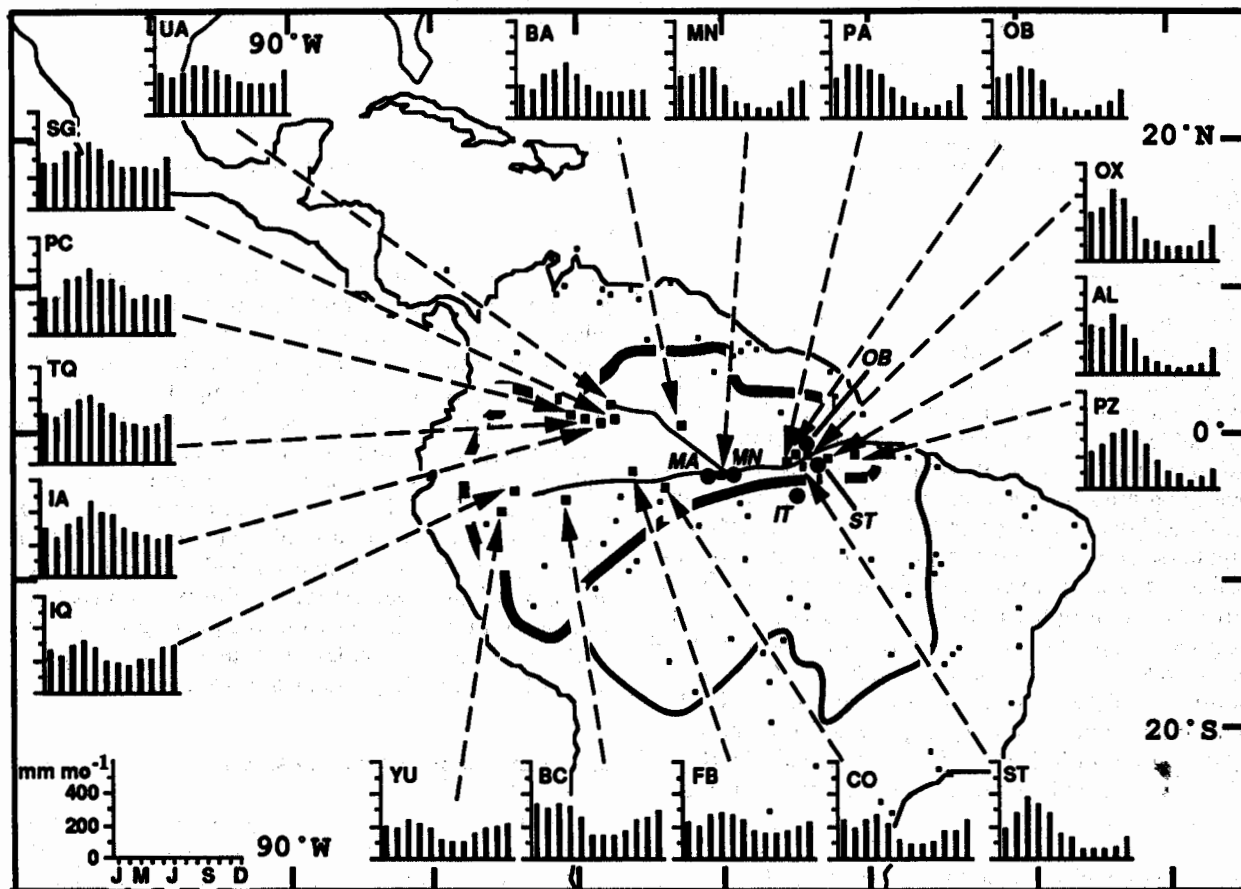 UA
90°W
BA
MN
PA
OB
SG
20°N
OX
PC
AL
TQ
OB
PZ
0°
MA
MN
IA
IT
ST
IQ
20°S
mm mo-1
400
200
0
J M J S D
90°W
YU
BC
FB
CO
ST